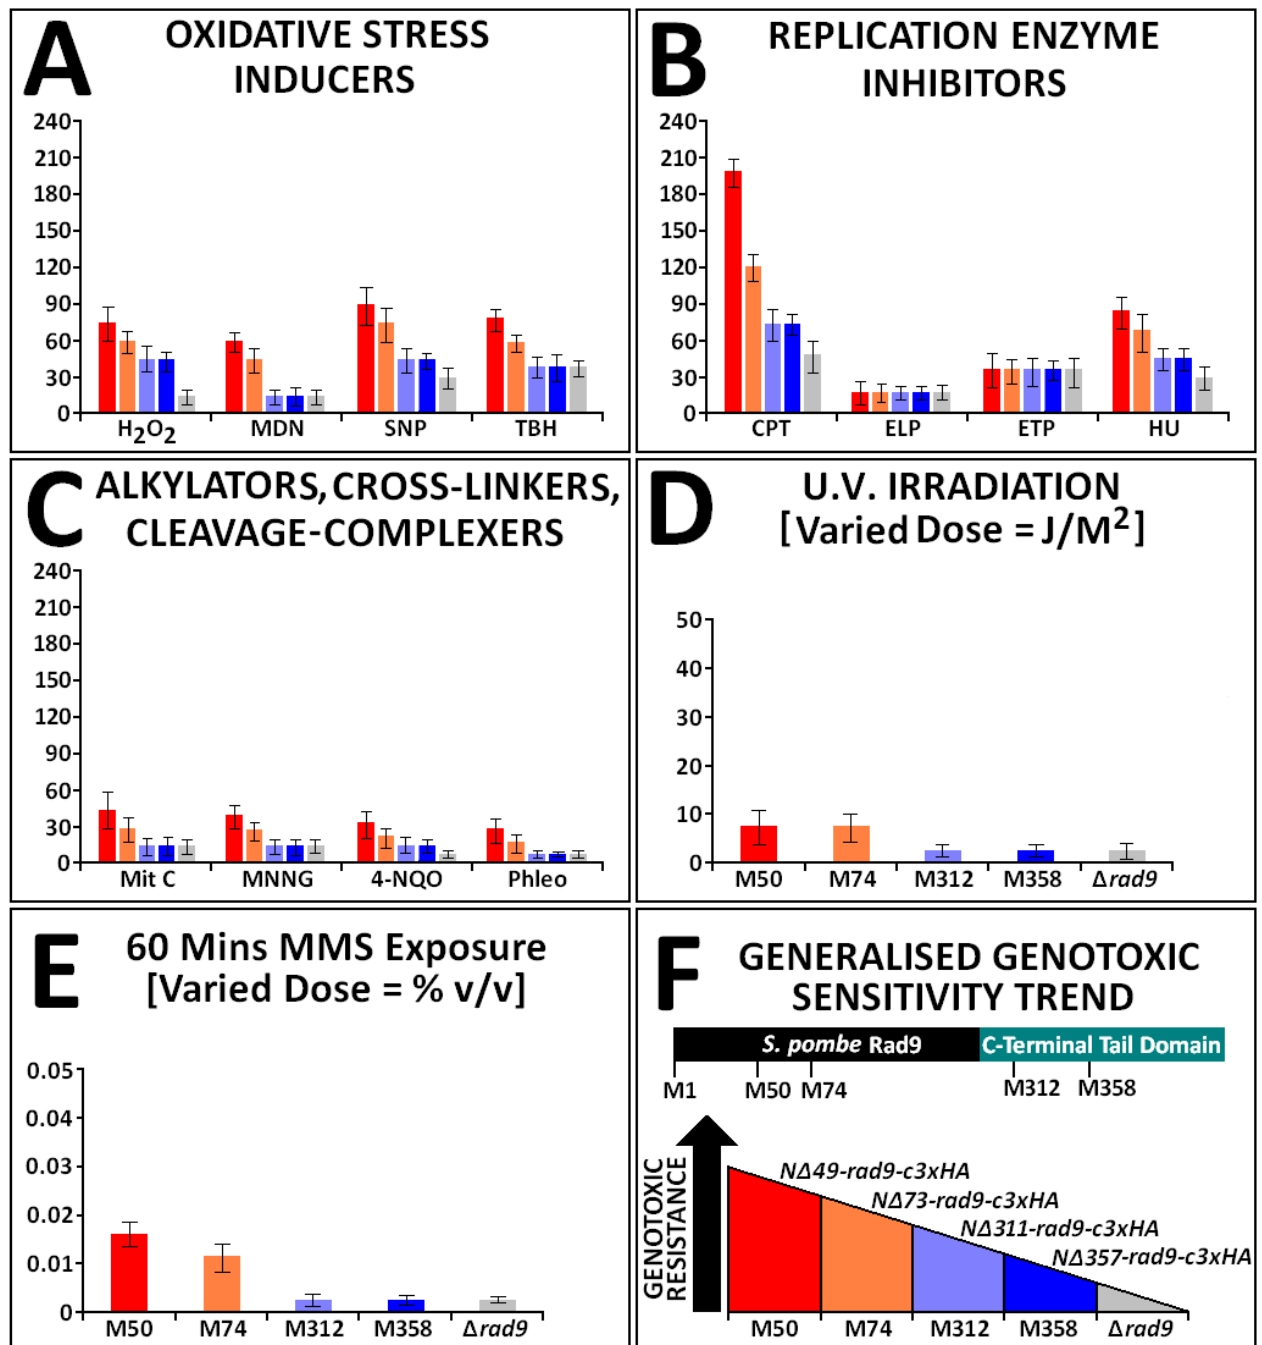 A
OXIDATIVE STRESS
INDUCERS
240
210
180
150
120
90
60
30
0
H2O2 MDN SNP TBH
B
REPLICATION ENZYME
INHIBITORS
240
210
180
150
120
90
60
30
0
CPT ELP ETP HU
C
ALKYLATORS, CROSS-LINKERS,
CLEAVAGE-COMPLEXERS
240
210
180
150
120
90
60
30
0
Mit C MNNG 4-NQO Phleo
D
U.V. IRRADIATION
[Varied Dose = J/M²]
50
40
30
20
10
0
M50 M74 M312 M358 Δrad9
E
60 Mins MMS Exposure
[Varied Dose = % v/v]
0.05
0.04
0.03
0.02
0.01
0
M50 M74 M312 M358 Δrad9
F
GENERALISED GENOTOXIC
SENSITIVITY TREND
S. pombe Rad9 C-Terminal Tail Domain
M1 M50 M74 M312 M358
GENOTOXIC
RESISTANCE
NΔ49-rad9-c3xHA
NΔ73-rad9-c3xHA
NΔ311-rad9-c3xHA
NΔ357-rad9-c3xHA
M50 M74 M312 M358 Δrad9